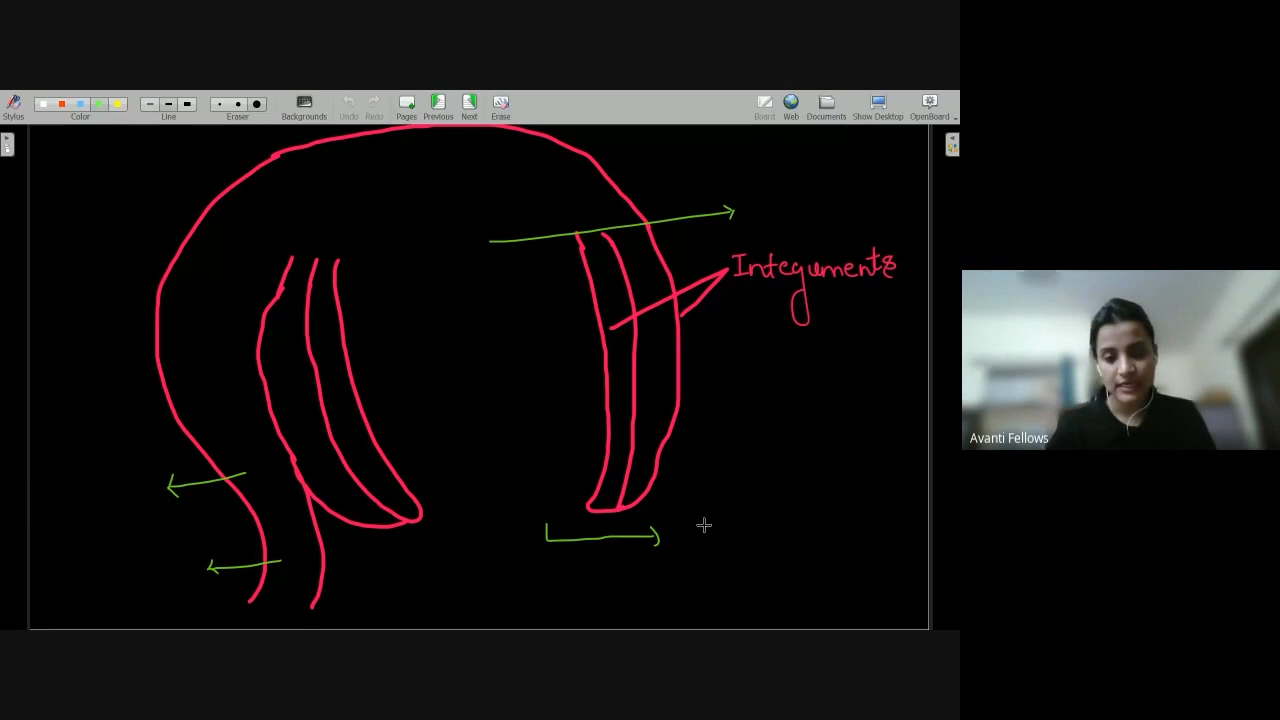 Stylus
Color
Line
Eraser
Backgrounds
Undo
Redo
Pages
Previous
Next
Erase
Board
Web
Documents
Show Desktop
OpenBoard
Integuments
Avanti Fellows